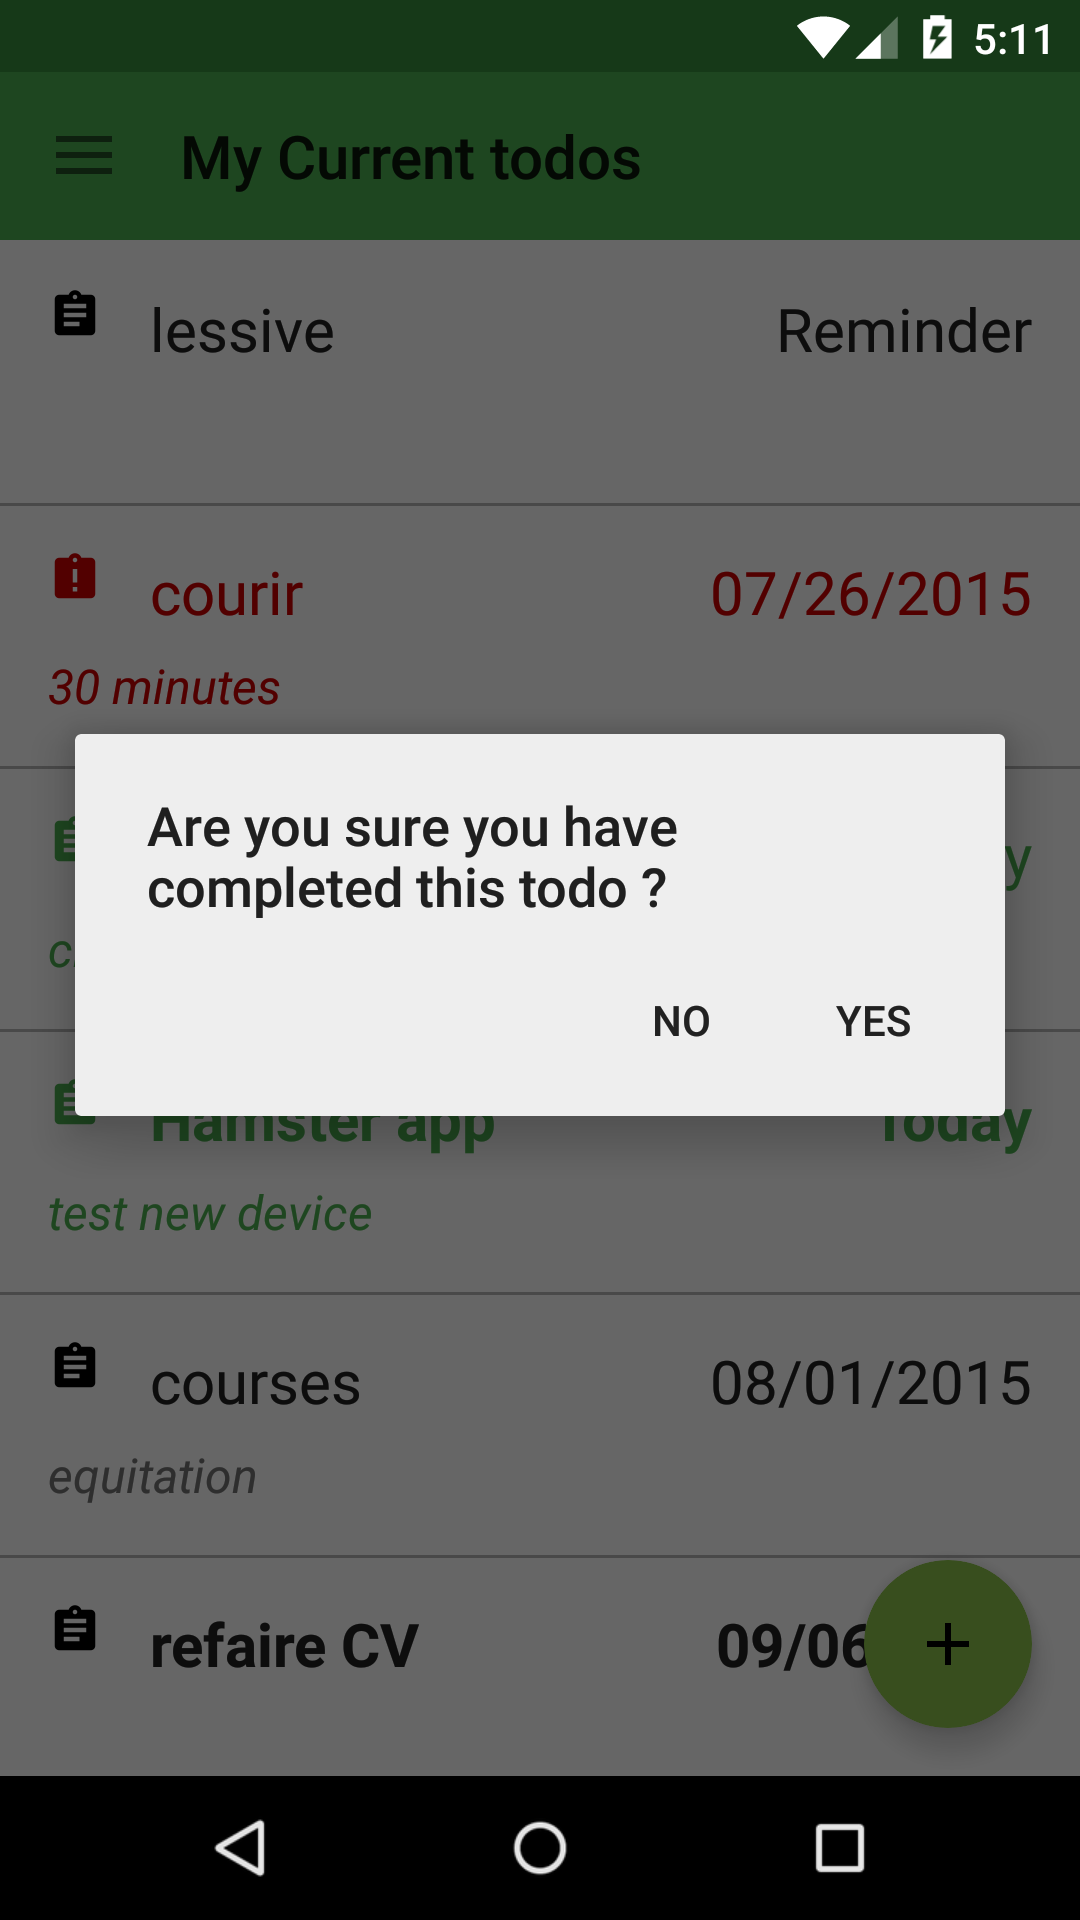 5:11
My Current todos
lessive Reminder
courir 07/26/2015
30 minutes
Are you sure you have
completed this todo ?
NO YES
Hamster app Today
test new device
courses 08/01/2015
equitation
refaire CV 09/06